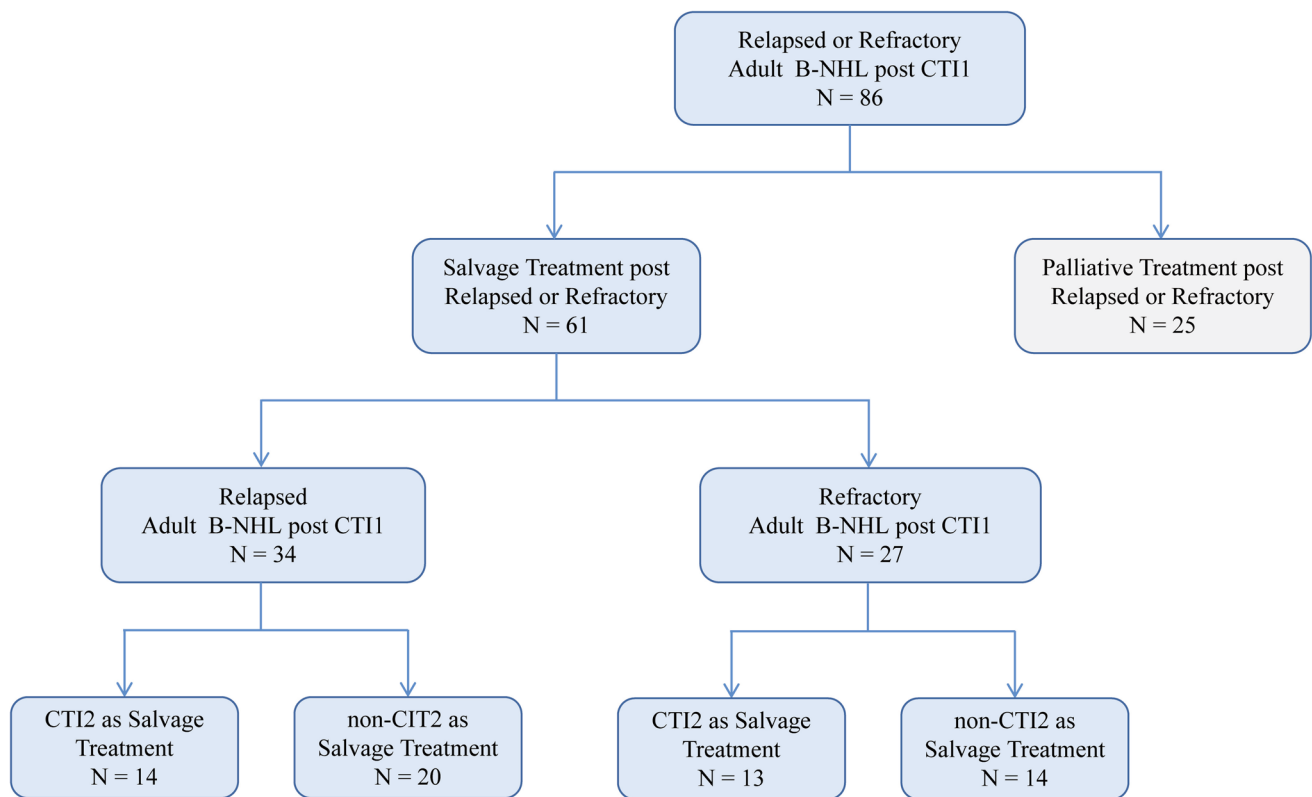 Relapsed or Refractory
Adult B-NHL post CTI1
N = 86
Salvage Treatment post
Relapsed or Refractory
N = 61
Palliative Treatment post
Relapsed or Refractory
N = 25
Relapsed
Adult B-NHL post CTI1
N = 34
Refractory
Adult B-NHL post CTI1
N = 27
CTI2 as Salvage
Treatment
N = 14
non-CIT2 as
Salvage Treatment
N = 20
CTI2 as Salvage
Treatment
N = 13
non-CTI2 as
Salvage Treatment
N = 14